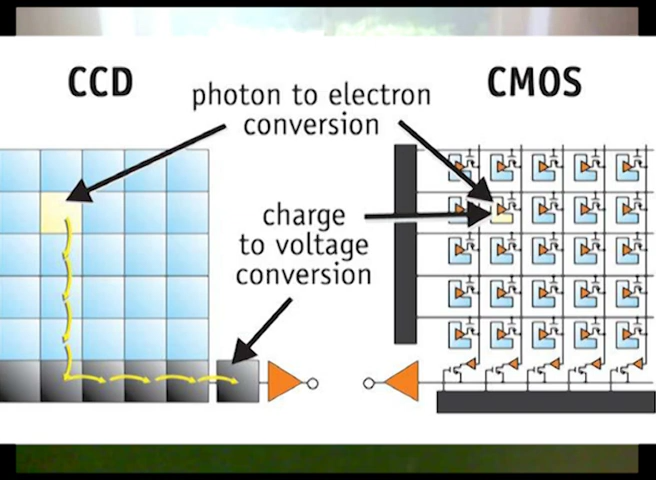 CCD
CMOS
photon to electron
conversion
charge
to voltage
conversion